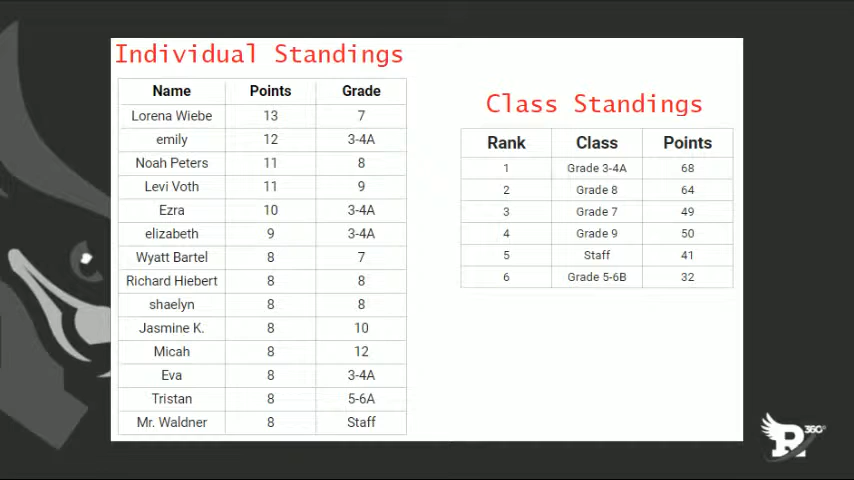 Individual Standings
Name Points Grade
Lorena Wiebe 13 7
emily 12 3-4A
Noah Peters 11 8
Levi Voth 11 9
Ezra 10 3-4A
elizabeth 9 3-4A
Wyatt Bartel 8 7
Richard Hiebert 8 8
shaelyn 8 8
Jasmine K. 8 10
Micah 8 12
Eva 8 3-4A
Tristan 8 5-6A
Mr. Waldner 8 Staff
Class Standings
Rank Class Points
1 Grade 3-4A 68
2 Grade 8 64
3 Grade 7 49
4 Grade 9 50
5 Staff 41
6 Grade 5-6B 32
R 360°